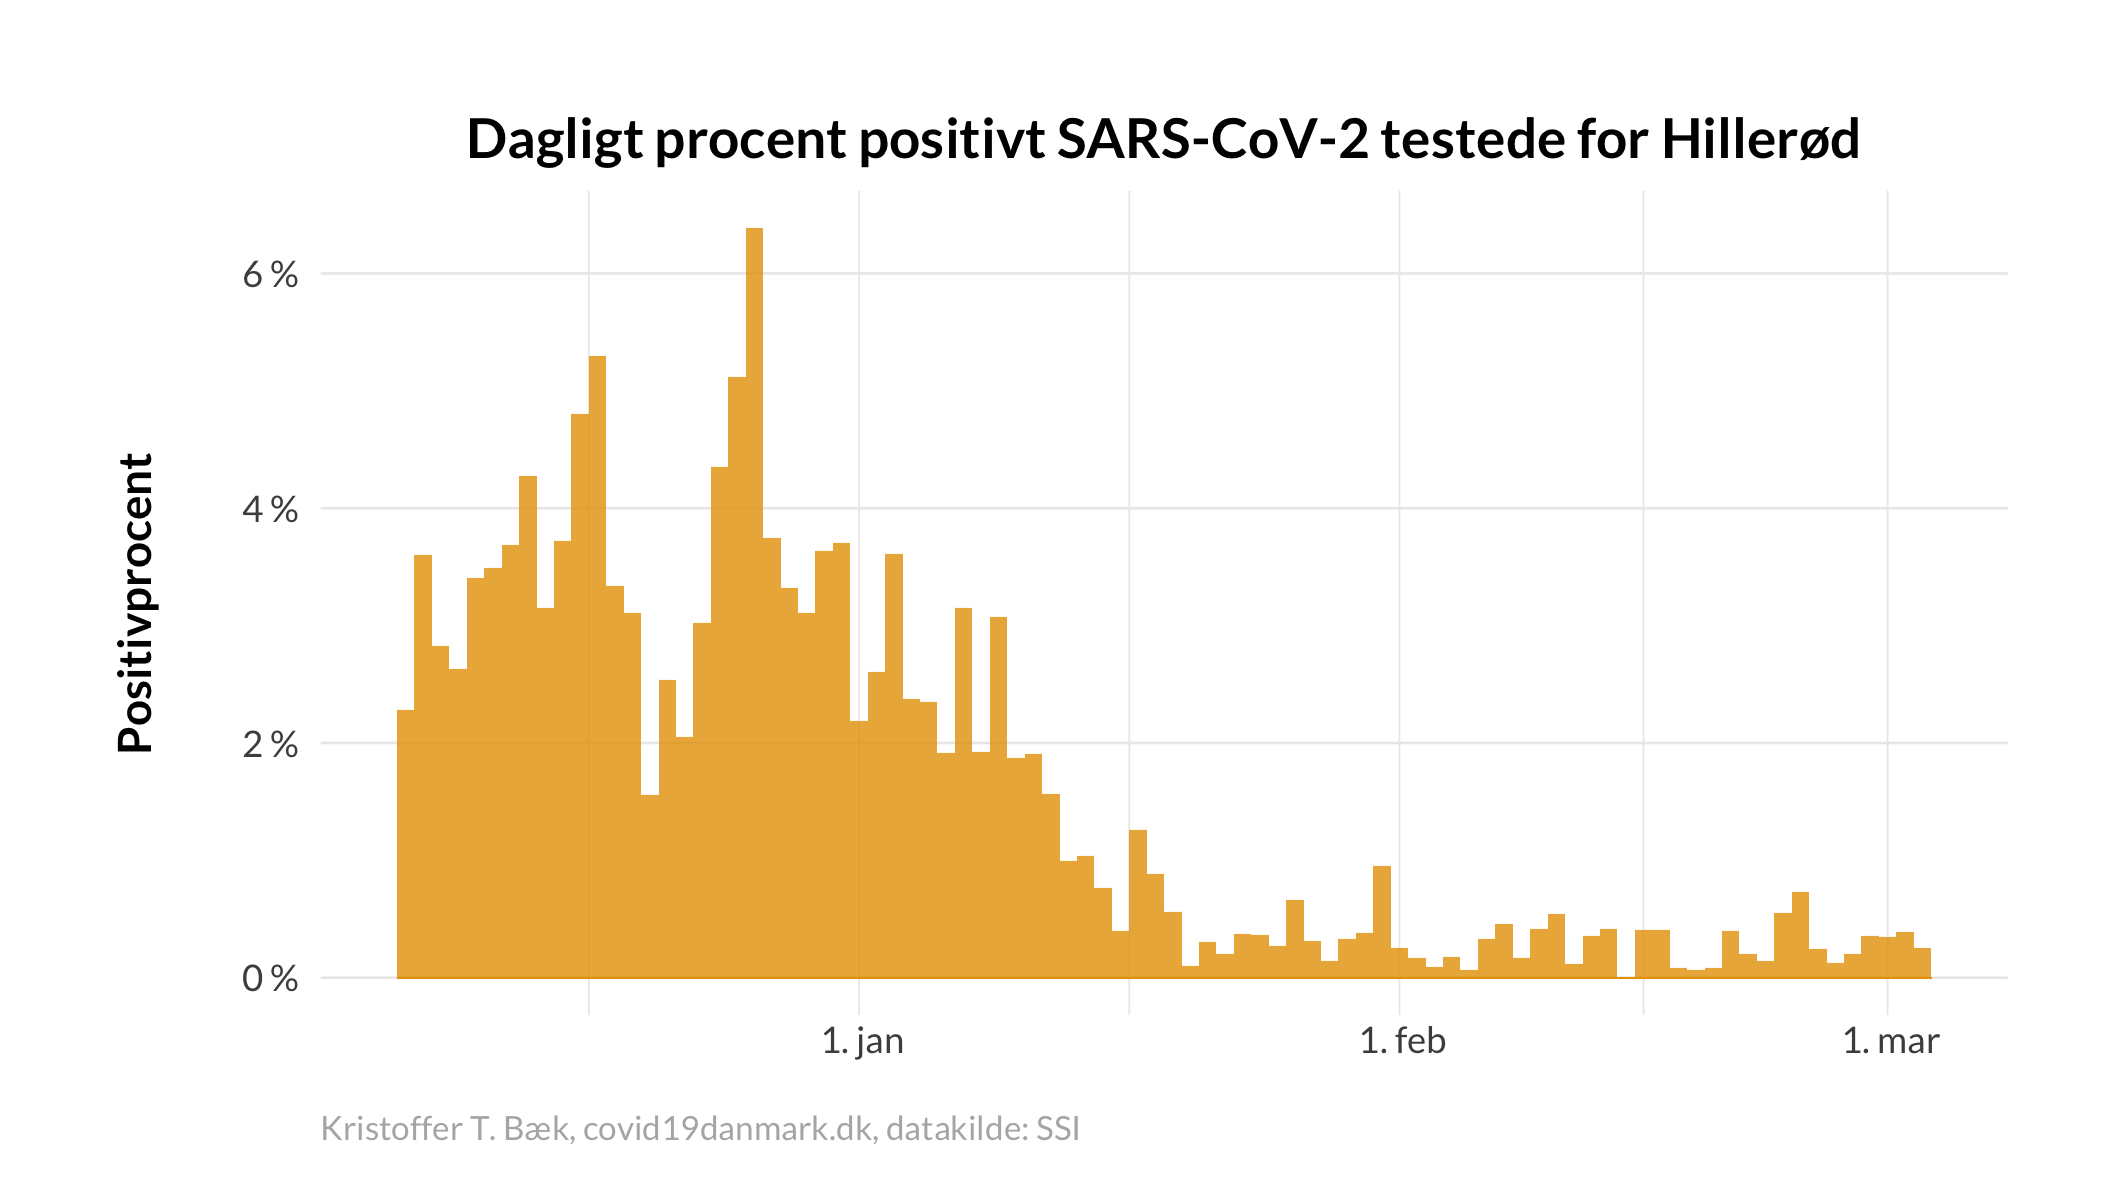 Dagligt procent positivt SARS-CoV-2 testede for Hillerød
Positivprocent
6 %
4 %
2 %
0 %
1. jan
1. feb
1. mar
Kristoffer T. Bæk, covid19danmark.dk, datakilde: SSI